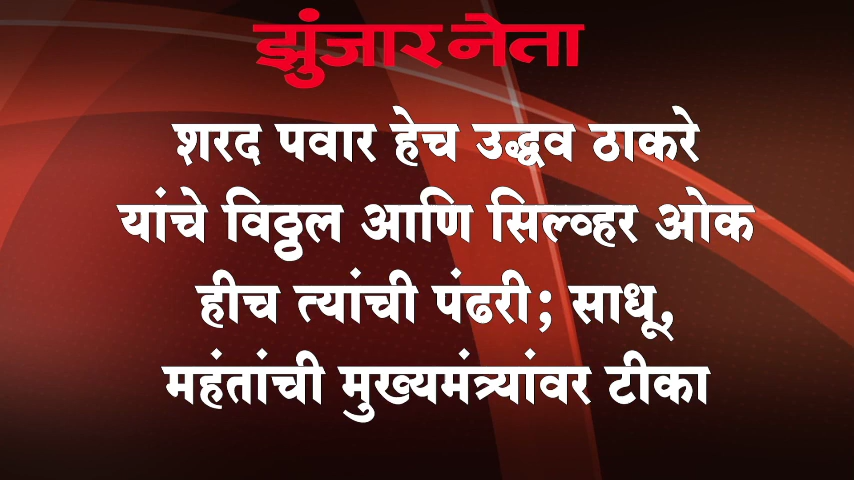 झुंजार नेता
शरद पवार हेच उद्धव ठाकरे
यांचे विठ्ठल आणि सिल्व्हर ओक
हीच त्यांची पंढरी; साधू,
महंतांची मुख्यमंत्र्यांवर टीका